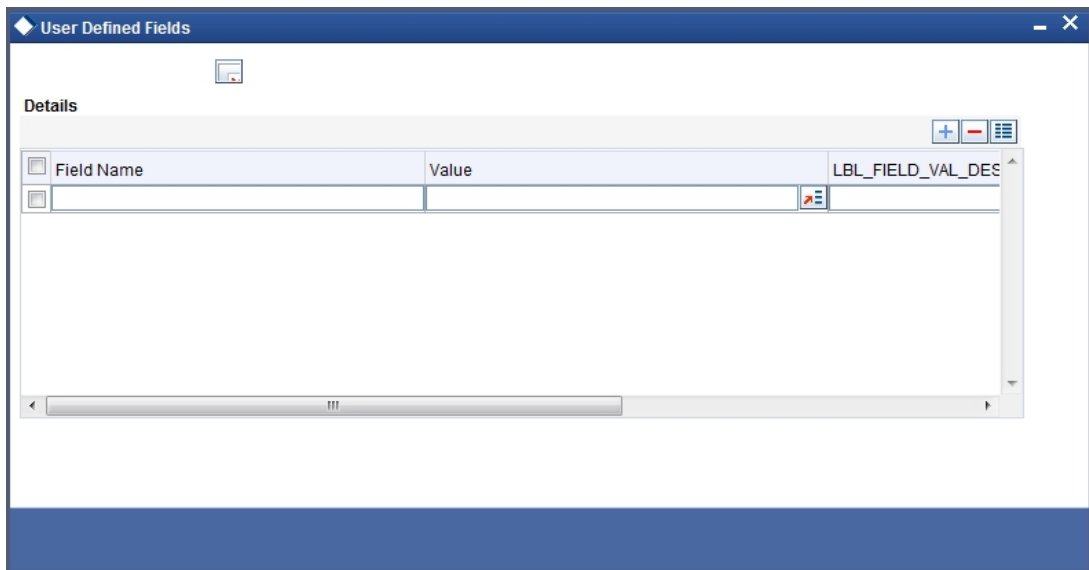 User Defined Fields
Details
Field Name Value LBL_FIELD_VAL_DES